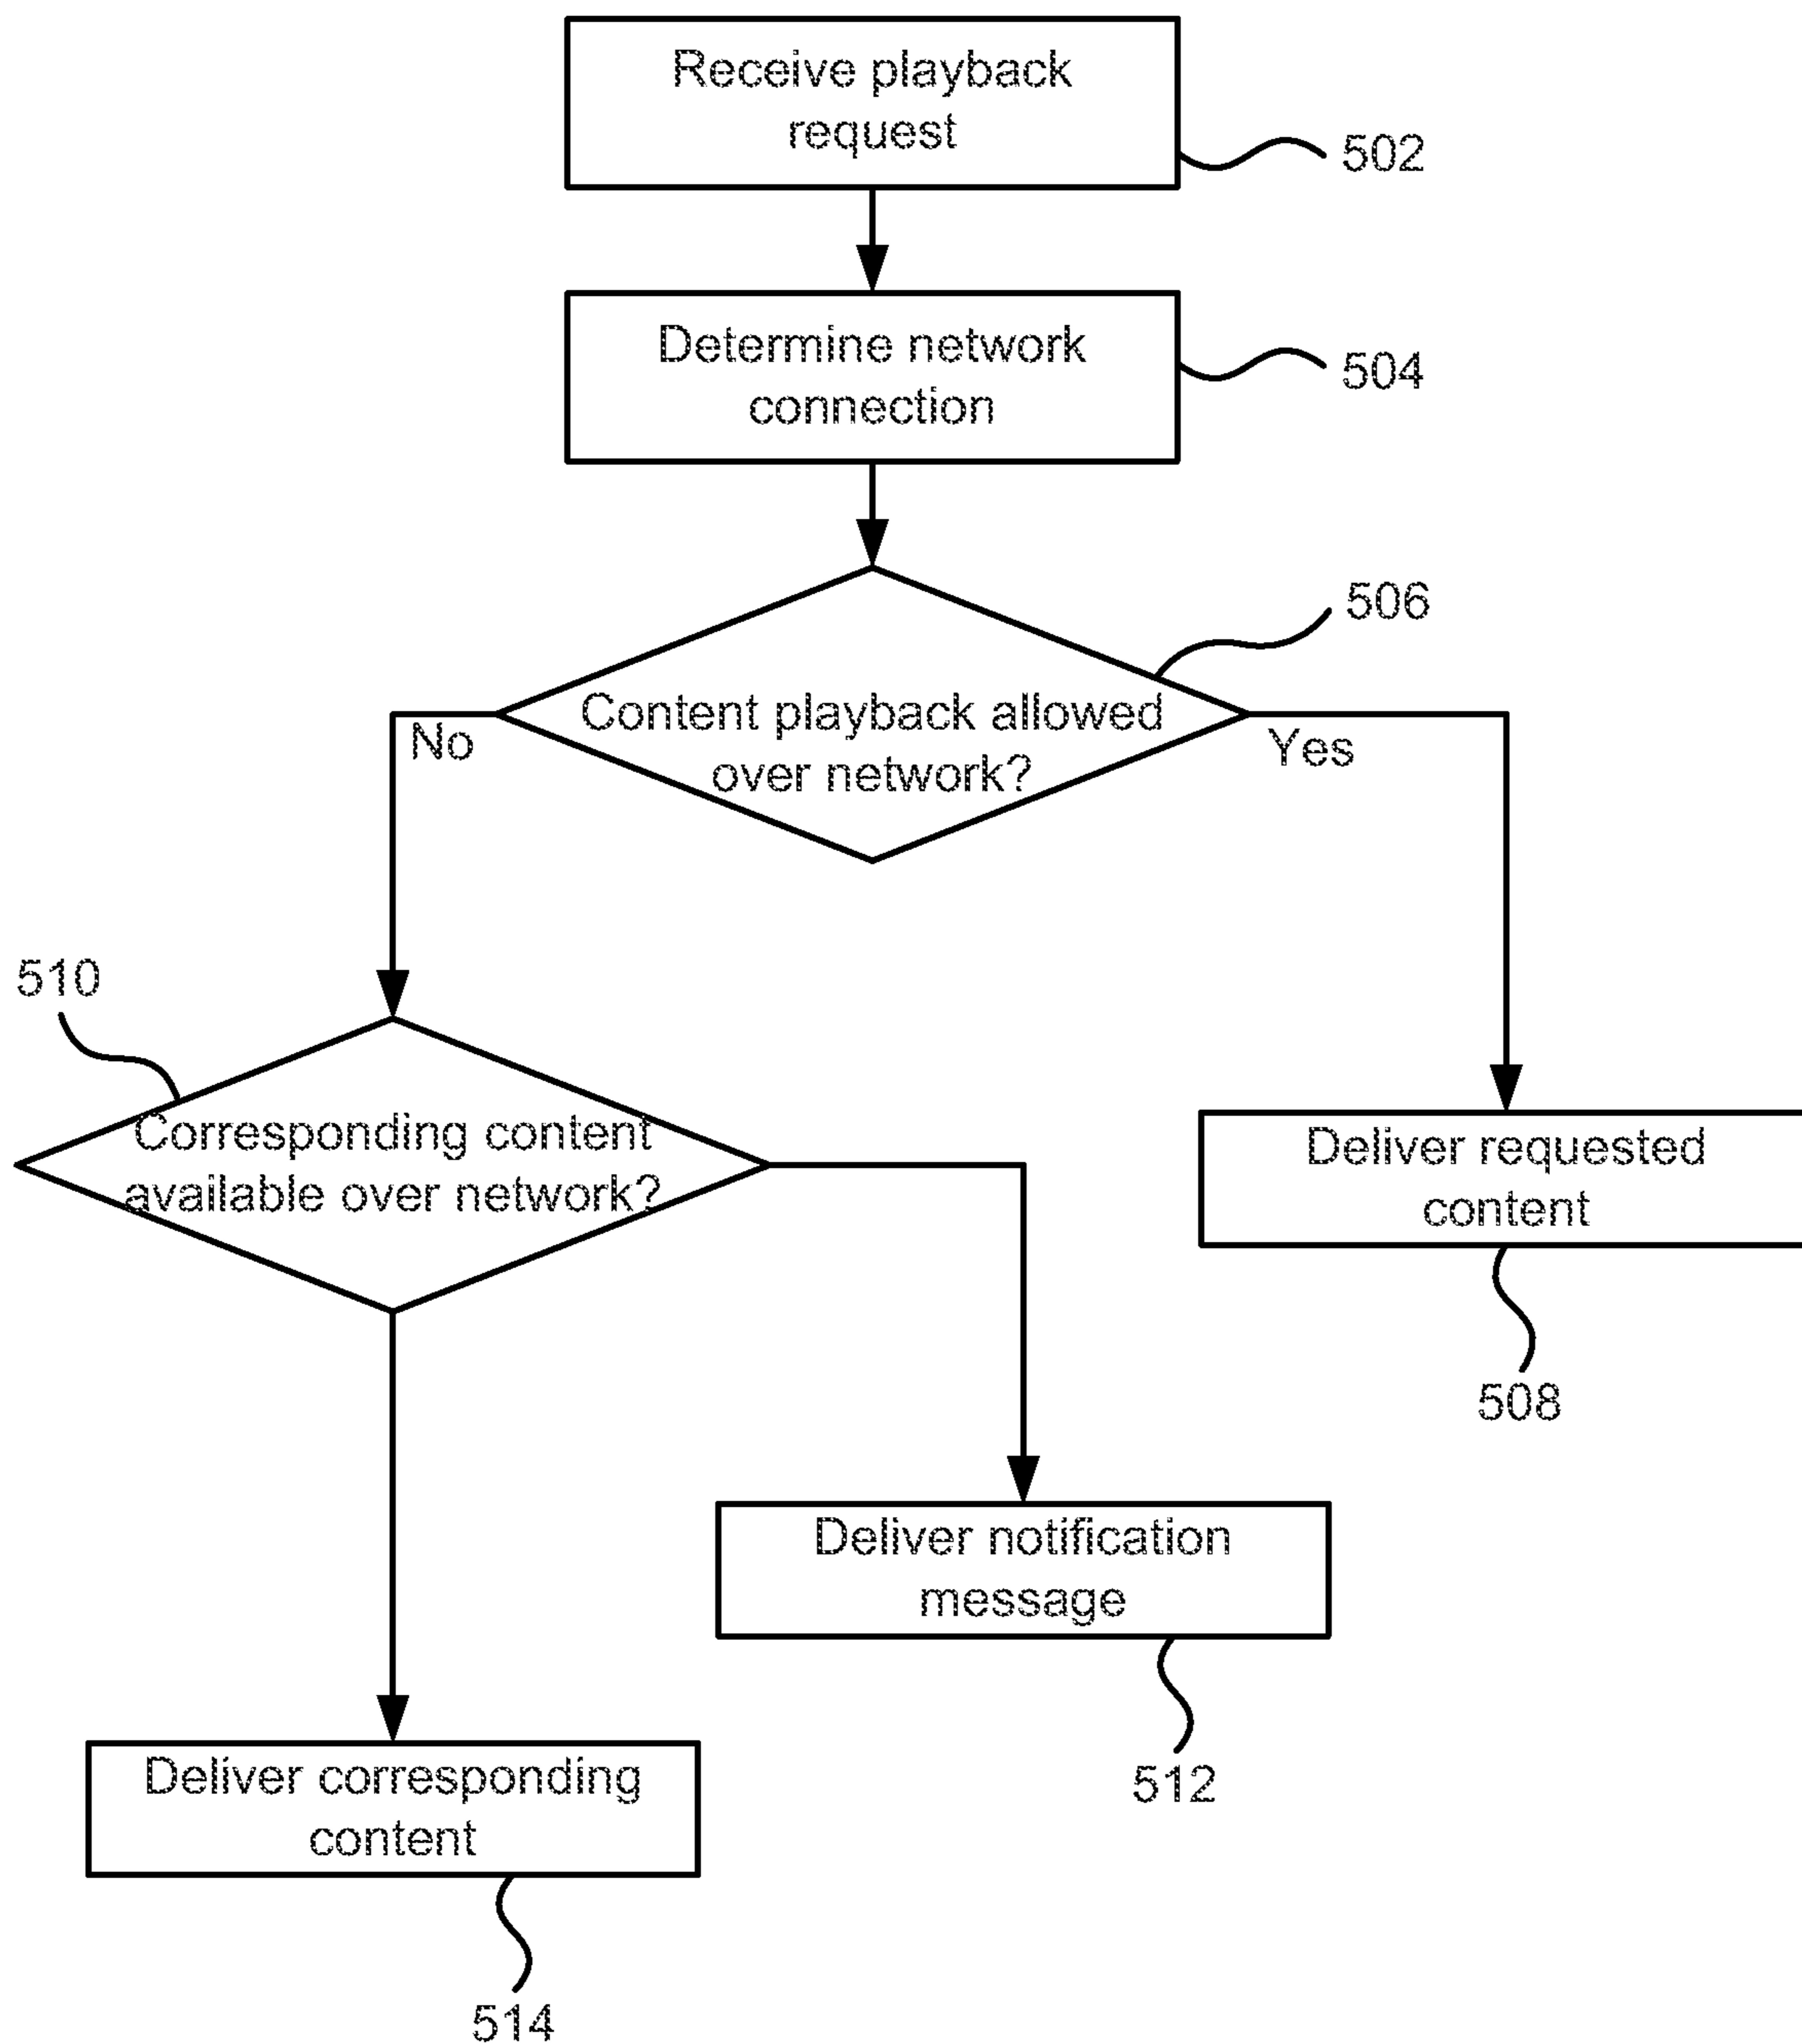 Receive playback
request
502
Determine network
connection
504
506
Content playback allowed
over network?
No
Yes
510
Corresponding content
available over network?
Deliver requested
content
508
Deliver notification
message
512
Deliver corresponding
content
514